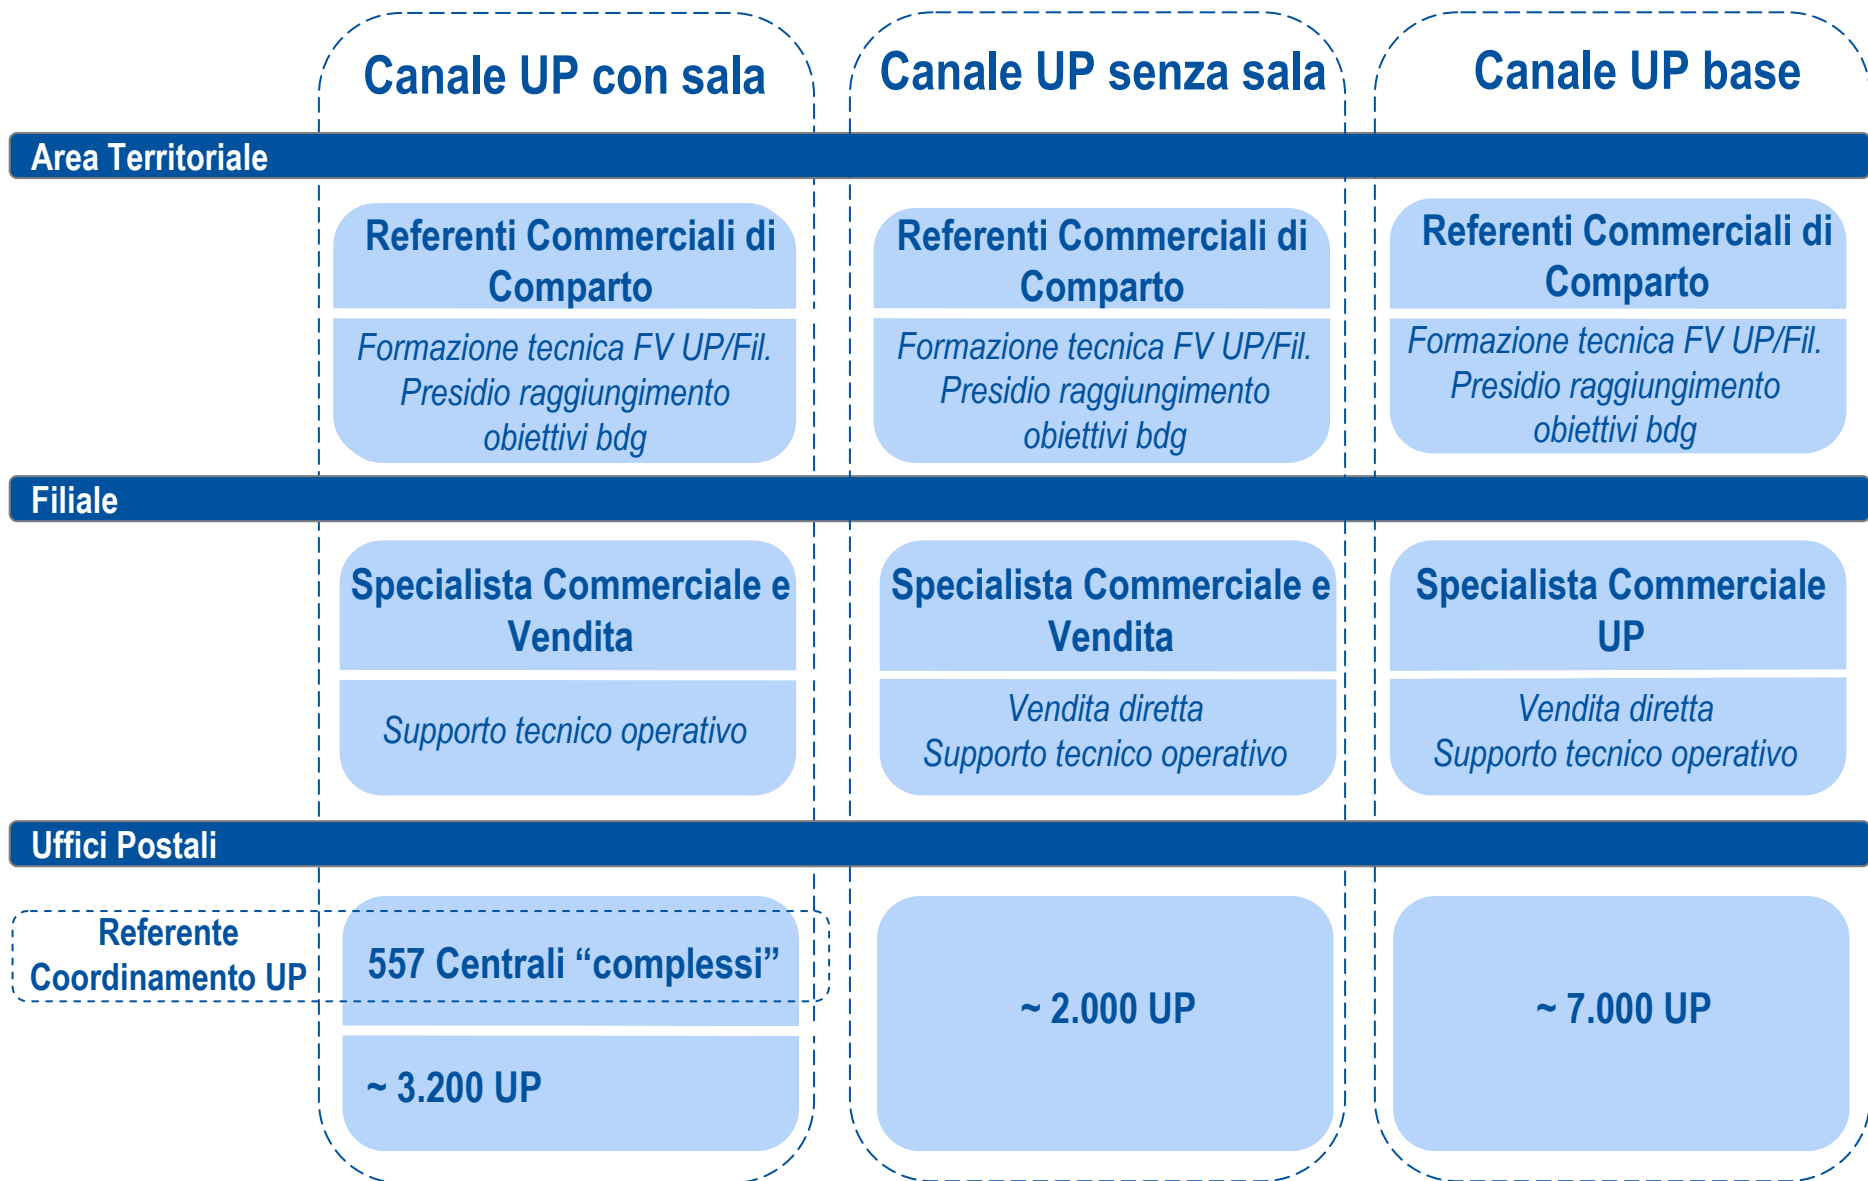 Canale UP con sala
Canale UP senza sala
Canale UP base
Area Territoriale
Referenti Commerciali di
Comparto
Formazione tecnica FV UP/Fil.
Presidio raggiungimento
obiettivi bdg
Referenti Commerciali di
Comparto
Formazione tecnica FV UP/Fil.
Presidio raggiungimento
obiettivi bdg
Referenti Commerciali di
Comparto
Formazione tecnica FV UP/Fil.
Presidio raggiungimento
obiettivi bdg
Filiale
Specialista Commerciale e
Vendita
Supporto tecnico operativo
Specialista Commerciale e
Vendita
Vendita diretta
Supporto tecnico operativo
Specialista Commerciale
UP
Vendita diretta
Supporto tecnico operativo
Uffici Postali
Referente
Coordinamento UP
557 Centrali “complessi”
~ 3.200 UP
~ 2.000 UP
~ 7.000 UP